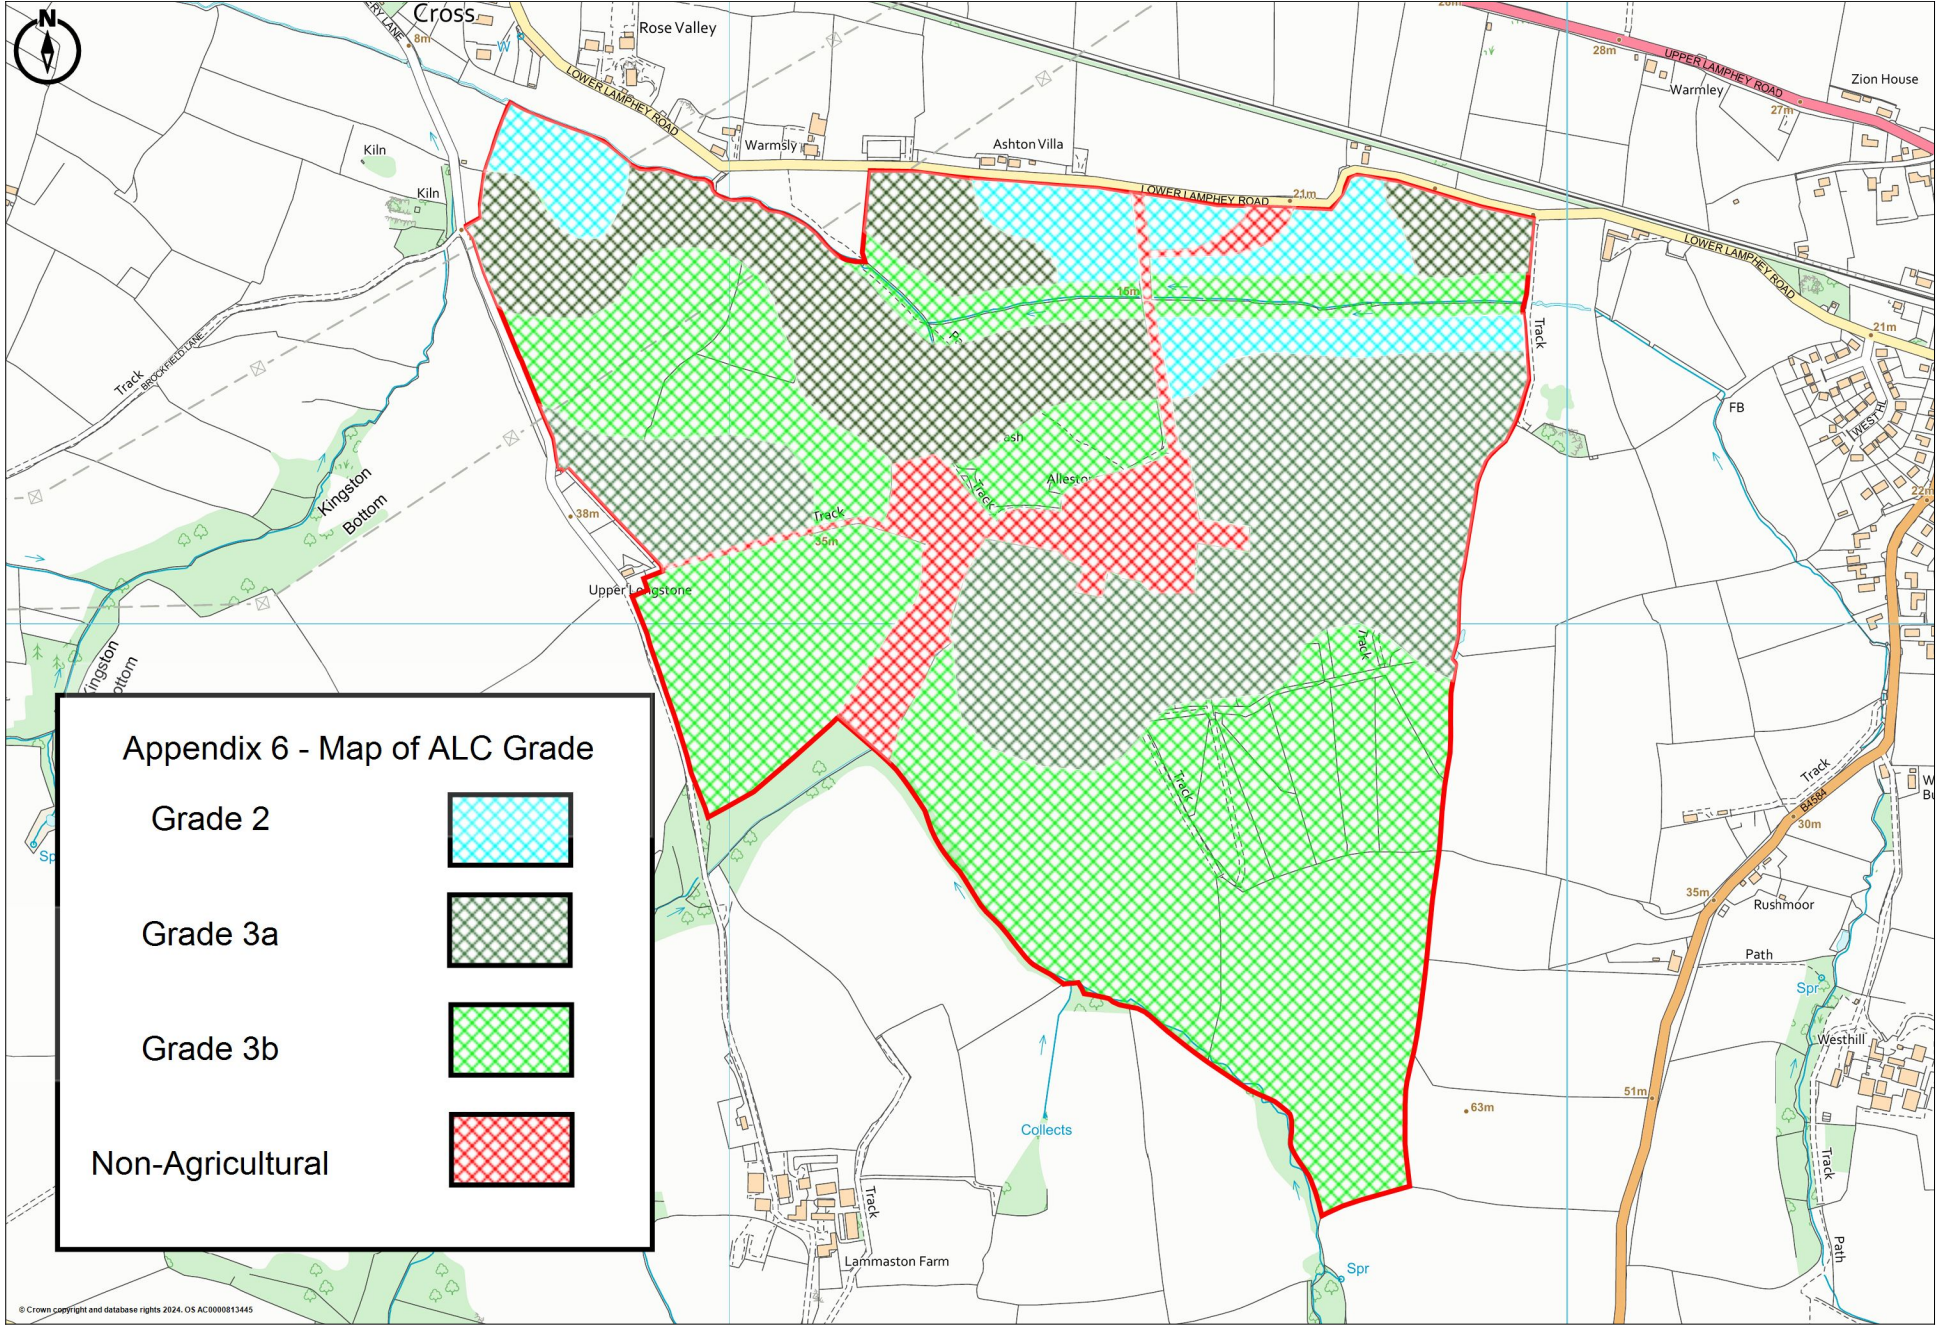 N
Cross
Rose Valley
8m
W
LOWER LAMPHEY ROAD
28m
UPPER LAMPHEY ROAD
Warmley
Zion House
27m
Kiln
Warmsly
Ashton Villa
Kiln
LOWER LAMPHEY ROAD
21m
LOWER LAMPHEY ROAD
15m
21m
Track
Track
BROCKFIELD LANE
FB
Kingston
Bottom
Track
Track
38m
35m
22m
Upper Longstone
Track
Track
Track
B4584
30m
35m
Rushmoor
Path
Spr
Westhill
51m
63m
Collects
Track
Track
Path
Lammaston Farm
Spr
Appendix 6 - Map of ALC Grade
Grade 2
Grade 3a
Grade 3b
Non-Agricultural
© Crown copyright and database rights 2024. OS AC0000813445